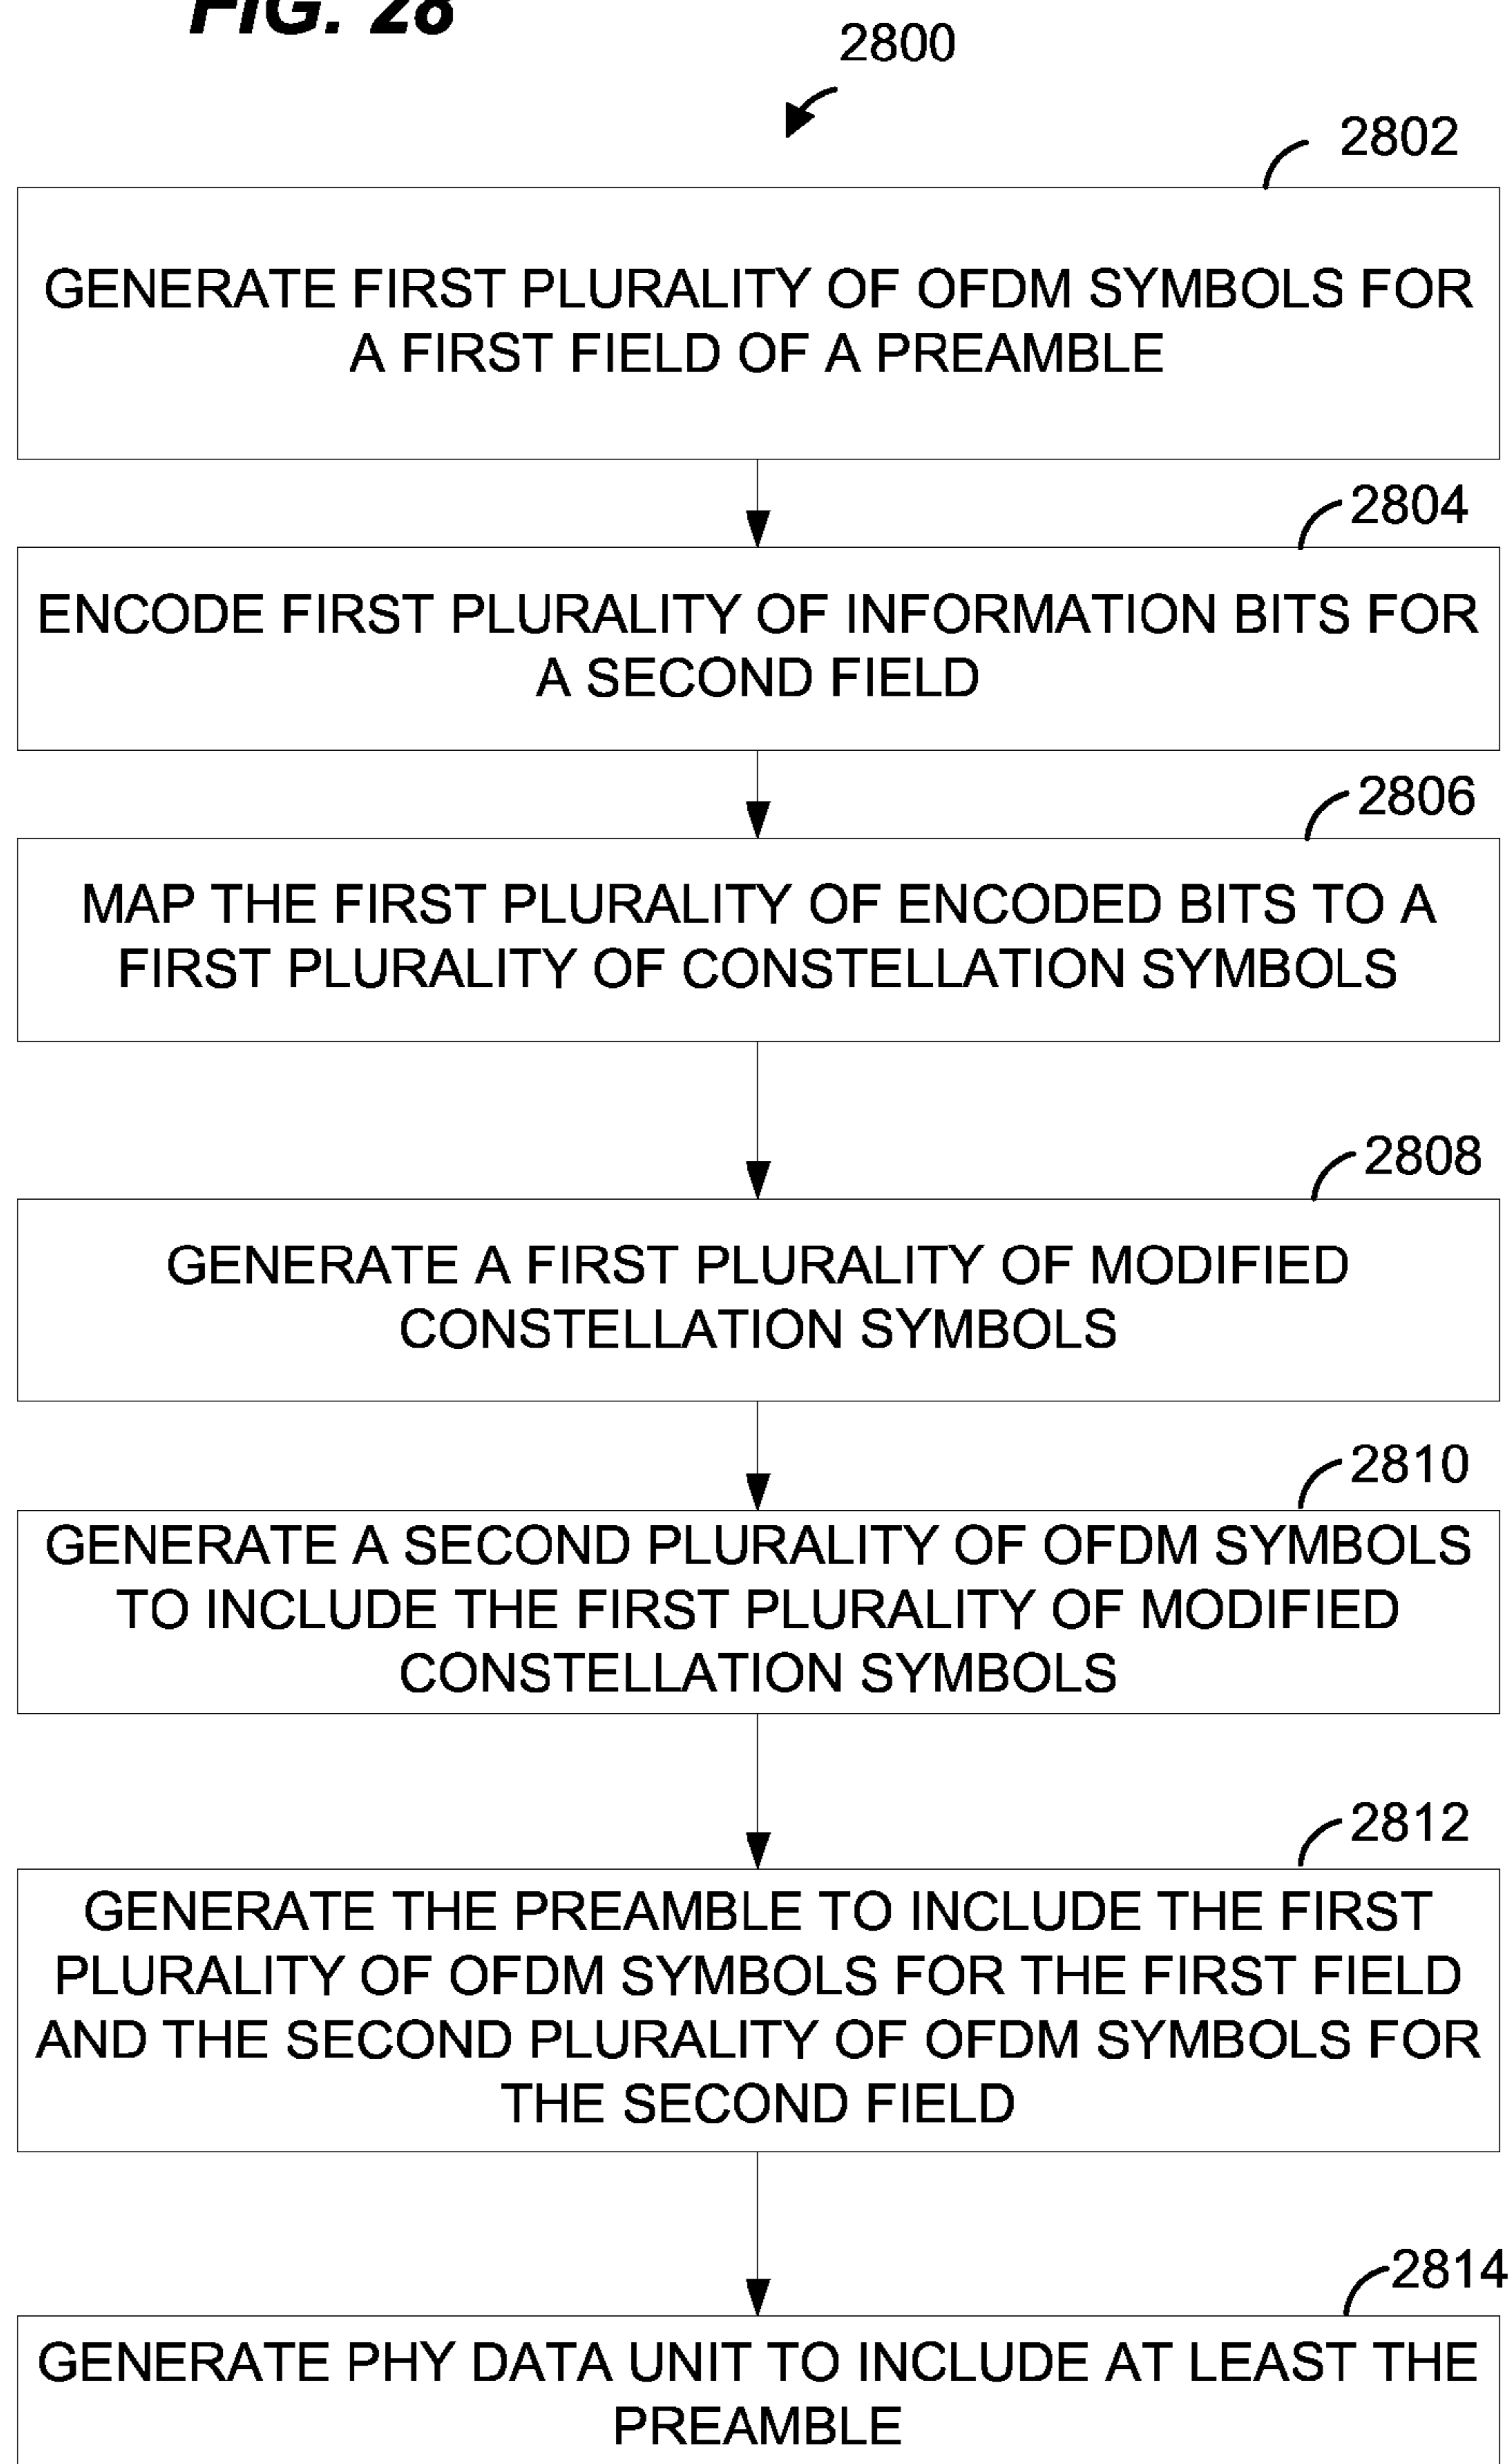 FIG. 28
2800
2802
GENERATE FIRST PLURALITY OF OFDM SYMBOLS FOR
A FIRST FIELD OF A PREAMBLE
2804
ENCODE FIRST PLURALITY OF INFORMATION BITS FOR
A SECOND FIELD
2806
MAP THE FIRST PLURALITY OF ENCODED BITS TO A
FIRST PLURALITY OF CONSTELLATION SYMBOLS
2808
GENERATE A FIRST PLURALITY OF MODIFIED
CONSTELLATION SYMBOLS
2810
GENERATE A SECOND PLURALITY OF OFDM SYMBOLS
TO INCLUDE THE FIRST PLURALITY OF MODIFIED
CONSTELLATION SYMBOLS
2812
GENERATE THE PREAMBLE TO INCLUDE THE FIRST
PLURALITY OF OFDM SYMBOLS FOR THE FIRST FIELD
AND THE SECOND PLURALITY OF OFDM SYMBOLS FOR
THE SECOND FIELD
2814
GENERATE PHY DATA UNIT TO INCLUDE AT LEAST THE
PREAMBLE